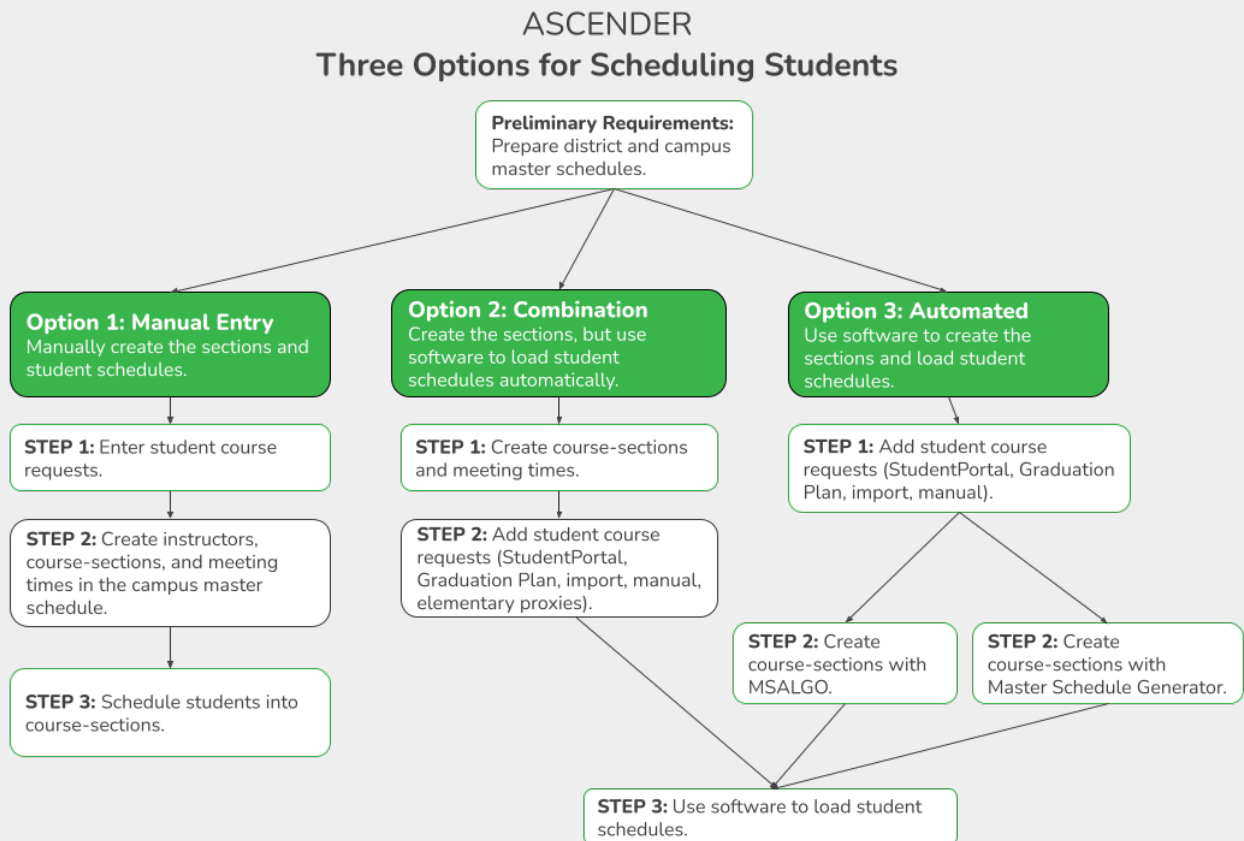 ASCENDER
Three Options for Scheduling Students
Preliminary Requirements:
Prepare district and campus
master schedules.
Option 1: Manual Entry
Manually create the sections and
student schedules.
Option 2: Combination
Create the sections, but use
software to load student
schedules automatically.
Option 3: Automated
Use software to create the
sections and load student
schedules.
STEP 1: Enter student course
requests.
STEP 1: Create course-sections
and meeting times.
STEP 1: Add student course
requests (StudentPortal, Graduation
Plan, import, manual).
STEP 2: Create instructors,
course-sections, and meeting
times in the campus master
schedule.
STEP 2: Add student course
requests (StudentPortal,
Graduation Plan, import, manual,
elementary proxies).
STEP 2: Create
course-sections with
MSALGO.
STEP 2: Create
course-sections with
Master Schedule Generator.
STEP 3: Schedule students into
course-sections.
STEP 3: Use software to load student
schedules.